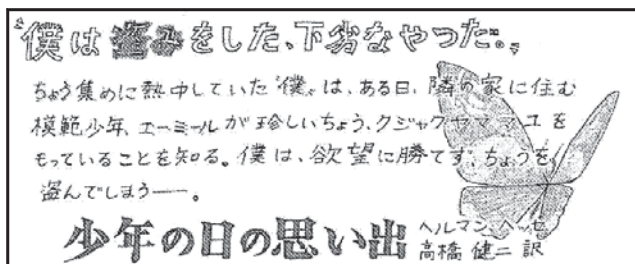 “僕は盗みをした、下劣なやつだ。”
ちょう集めに熱中していた“僕”は、ある日、隣の家に住む
模範少年、エーミールが珍しいちょう、クジャクヤママユを
もっていることを知る。僕は、欲望に勝てず、ちょうを
盗んでしまう——。
少年の日の思い出 ヘルマン・ヘッセ
高橋健二 訳